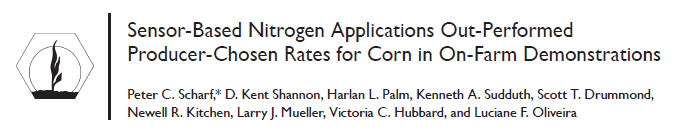 Sensor-Based Nitrogen Applications Out-Performed
Producer-Chosen Rates for Corn in On-Farm Demonstrations
Peter C. Scharf,* D. Kent Shannon, Harlan L. Palm, Kenneth A. Sudduth, Scott T. Drummond,
Newell R. Kitchen, Larry J. Mueller, Victoria C. Hubbard, and Luciane F. Oliveira